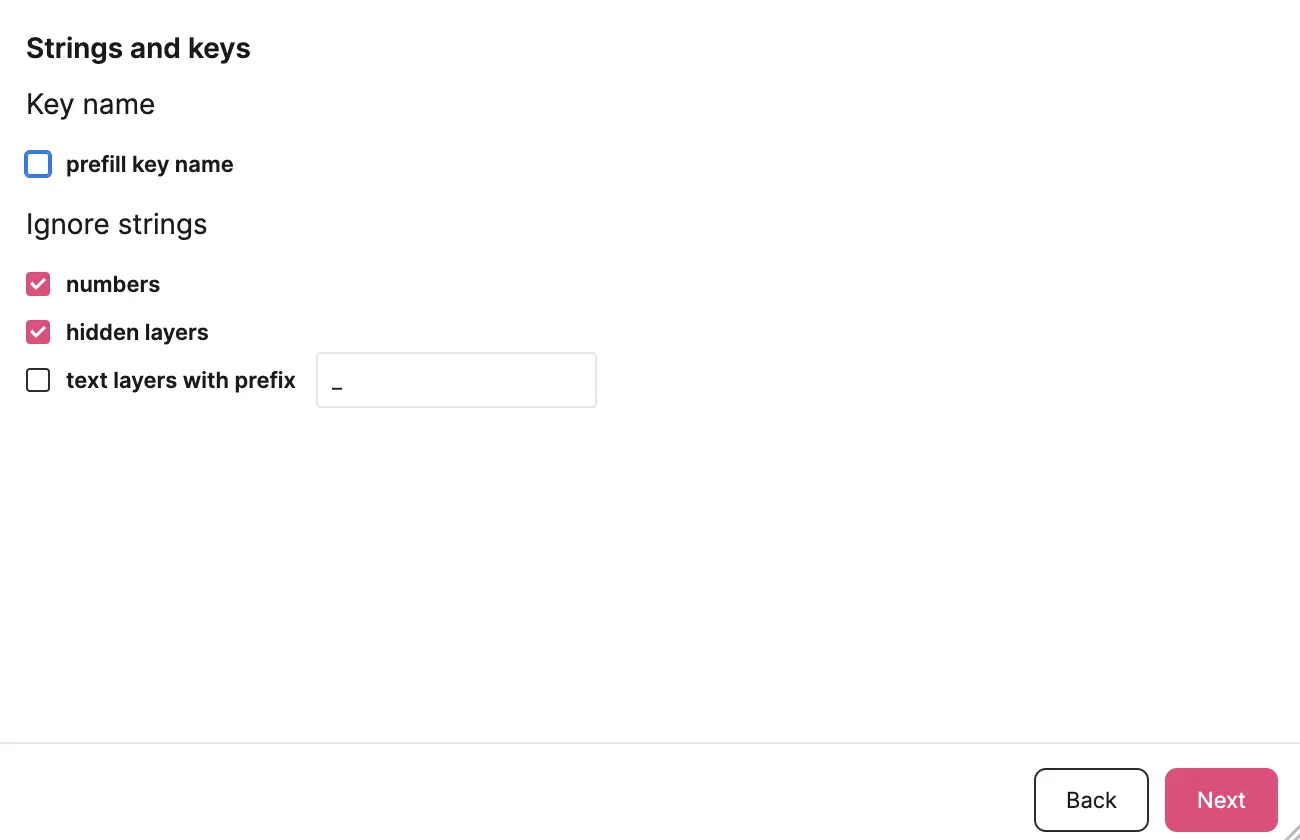 Strings and keys
Key name
prefill key name
Ignore strings
numbers
hidden layers
text layers with prefix _
Back Next